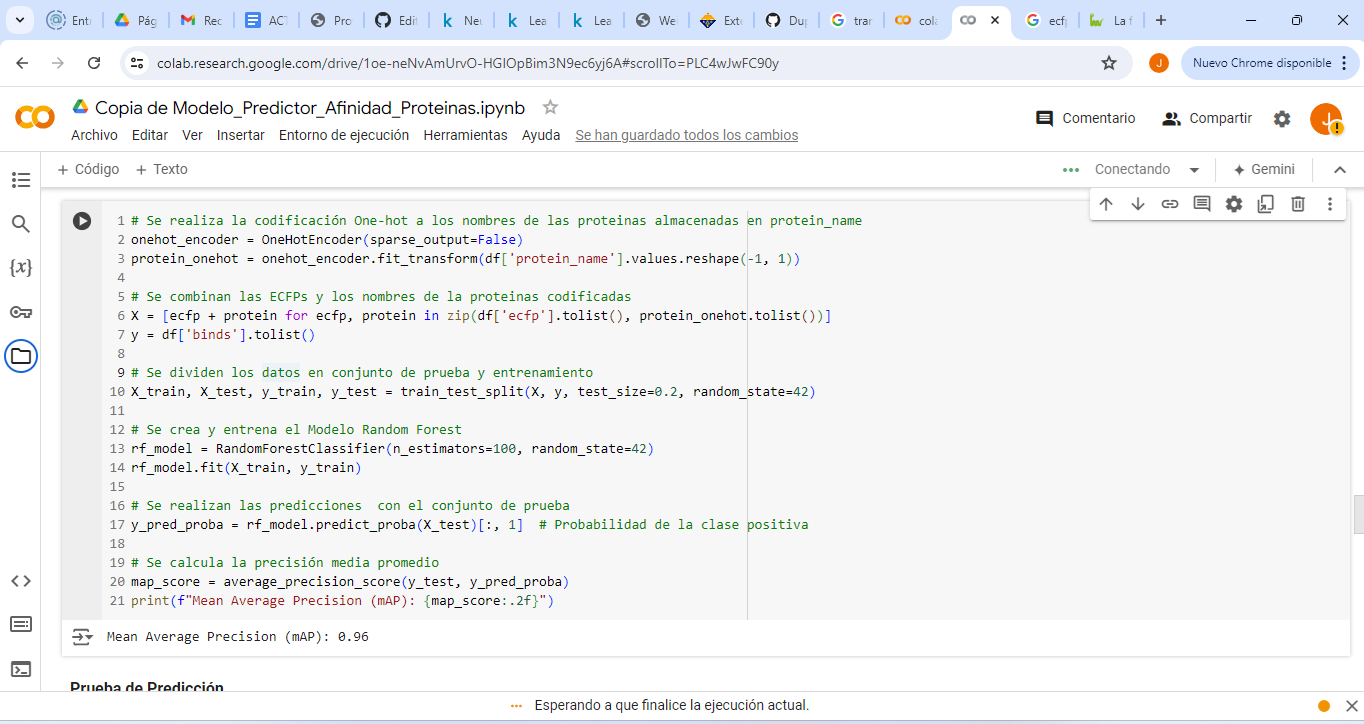 Entr
Pág
Rec
ACT
Pro
Edit
Neu
Lea
Lea
Wel
Exte
Dup
trar
cola
ecfp
La f
colab.research.google.com/drive/1oe-neNvAmUrvO-HGIOpBim3N9ec6yj6A#scrollTo=PLC4wJwFC90y
J
Nuevo Chrome disponible
Copia de Modelo_Predictor_Afinidad_Proteinas.ipynb
Comentario
Compartir
J
Archivo Editar Ver Insertar Entorno de ejecución Herramientas Ayuda Se han guardado todos los cambios
+ Código + Texto
Conectando
Gemini
1 # Se realiza la codificación One-hot a los nombres de las proteinas almacenadas en protein_name
2 onehot_encoder = OneHotEncoder(sparse_output=False)
3 protein_onehot = onehot_encoder.fit_transform(df['protein_name'].values.reshape(-1, 1))
4
5 # Se combinan las ECFPs y los nombres de la proteinas codificadas
6 X = [ecfp + protein for ecfp, protein in zip(df['ecfp'].tolist(), protein_onehot.tolist())]
7 y = df['binds'].tolist()
8
9 # Se dividen los datos en conjunto de prueba y entrenamiento
10 X_train, X_test, y_train, y_test = train_test_split(X, y, test_size=0.2, random_state=42)
11
12 # Se crea y entrena el Modelo Random Forest
13 rf_model = RandomForestClassifier(n_estimators=100, random_state=42)
14 rf_model.fit(X_train, y_train)
15
16 # Se realizan las predicciones  con el conjunto de prueba
17 y_pred_proba = rf_model.predict_proba(X_test)[:, 1]  # Probabilidad de la clase positiva
18
19 # Se calcula la precisión media promedio
20 map_score = average_precision_score(y_test, y_pred_proba)
21 print(f"Mean Average Precision (mAP): {map_score:.2f}")
Mean Average Precision (mAP): 0.96
Prueba de Predicción
Esperando a que finalice la ejecución actual.